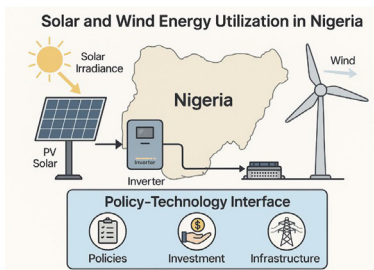 Solar and Wind Energy Utilization in Nigeria
Solar
Irradiance
Wind
Nigeria
PV
Solar
Inverter
Inverter
Policy-Technology Interface
$
Policies
Investment
Infrastructure